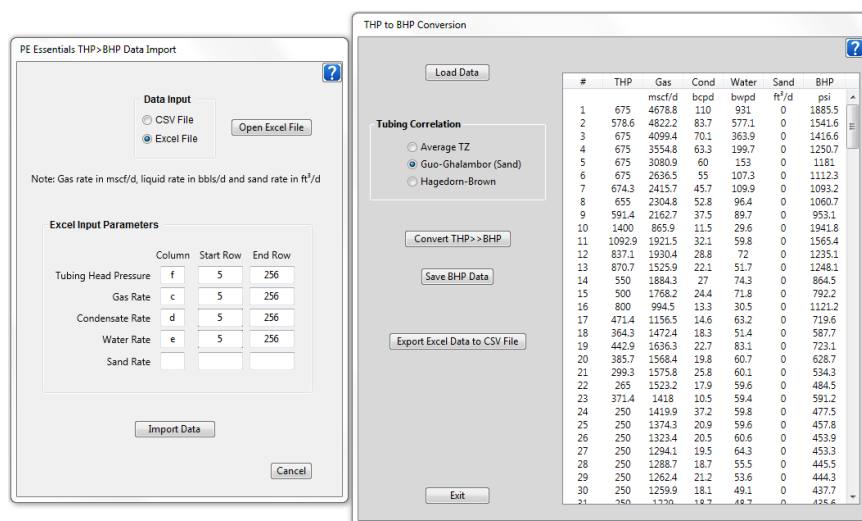 PE Essentials THP>BHP Data Import
?
Data Input
CSV File
Excel File
Open Excel File
Note: Gas rate in mscf/d, liquid rate in bbls/d and sand rate in ft³/d
Excel Input Parameters
Column Start Row End Row
Tubing Head Pressure f 5 256
Gas Rate c 5 256
Condensate Rate d 5 256
Water Rate e 5 256
Sand Rate
Import Data
Cancel
THP to BHP Conversion
?
Load Data
Tubing Correlation
Average TZ
Guo-Ghalambor (Sand)
Hagedorn-Brown
Convert THP>>BHP
Save BHP Data
Export Excel Data to CSV File
Exit
# THP Gas Cond Water Sand BHP
mscf/d bcpd bwpd ft³/d psi
1 675 4678.8 110 931 0 1885.5
2 578.6 4822.2 83.7 577.1 0 1541.6
3 675 4099.4 70.1 363.9 0 1416.6
4 675 3554.8 63.3 199.7 0 1250.7
5 675 3080.9 60 153 0 1181
6 675 2636.5 55 107.3 0 1112.3
7 674.3 2415.7 45.7 109.9 0 1093.2
8 655 2304.8 52.8 96.4 0 1060.7
9 591.4 2162.7 37.5 89.7 0 953.1
10 1400 865.9 11.5 29.6 0 1941.8
11 1092.9 1921.5 32.1 59.8 0 1565.4
12 837.1 1930.4 28.8 72 0 1235.1
13 870.7 1525.9 22.1 51.7 0 1248.1
14 550 1884.3 27 74.3 0 864.5
15 500 1768.2 24.4 71.8 0 792.2
16 800 994.5 13.3 30.5 0 1121.2
17 471.4 1156.5 14.6 63.2 0 719.6
18 364.3 1472.4 18.3 51.4 0 587.7
19 442.9 1636.3 22.7 83.1 0 723.1
20 385.7 1568.4 19.8 60.7 0 628.7
21 299.3 1575.8 25.8 60.1 0 534.3
22 265 1523.2 17.9 59.6 0 484.5
23 371.4 1418 10.5 59.4 0 591.2
24 250 1419.9 37.2 59.8 0 477.5
25 250 1374.3 20.9 59.6 0 457.8
26 250 1323.4 20.5 60.6 0 453.9
27 250 1294.1 19.5 64.3 0 453.3
28 250 1288.7 18.7 55.5 0 445.5
29 250 1262.4 21.2 53.6 0 444.3
30 250 1259.9 18.1 49.1 0 437.7
31 250 1229 18.7 48.7 0 435.6